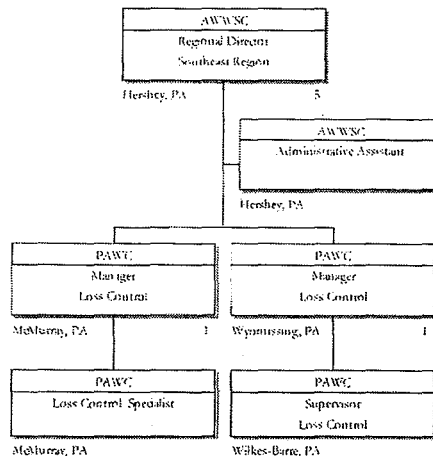 AWWSC
Regional Director
Southeast Region
Hershey, PA 5
AWWSC
Administrative Assistant
Hershey, PA
PAWC
Manager
Loss Control
McMurray, PA 1
PAWC
Manager
Loss Control
Wyomissing, PA 1
PAWC
Loss Control Specialist
McMurray, PA
PAWC
Supervisor
Loss Control
Wilkes-Barre, PA